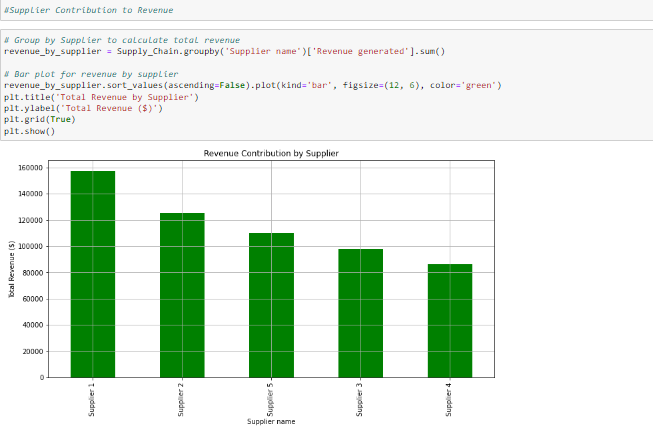 #Supplier Contribution to Revenue
# Group by Supplier to calculate total revenue
revenue_by_supplier = Supply_Chain.groupby('Supplier name')['Revenue generated'].sum()
# Bar plot for revenue by supplier
revenue_by_supplier.sort_values(ascending=False).plot(kind='bar', figsize=(12, 6), color='green')
plt.title('Total Revenue by Supplier')
plt.ylabel('Total Revenue ($)')
plt.grid(True)
plt.show()
Revenue Contribution by Supplier
160000
140000
120000
100000
80000
60000
40000
20000
0
Total Revenue ($)
Supplier 1
Supplier 2
Supplier 5
Supplier 3
Supplier 4
Supplier name